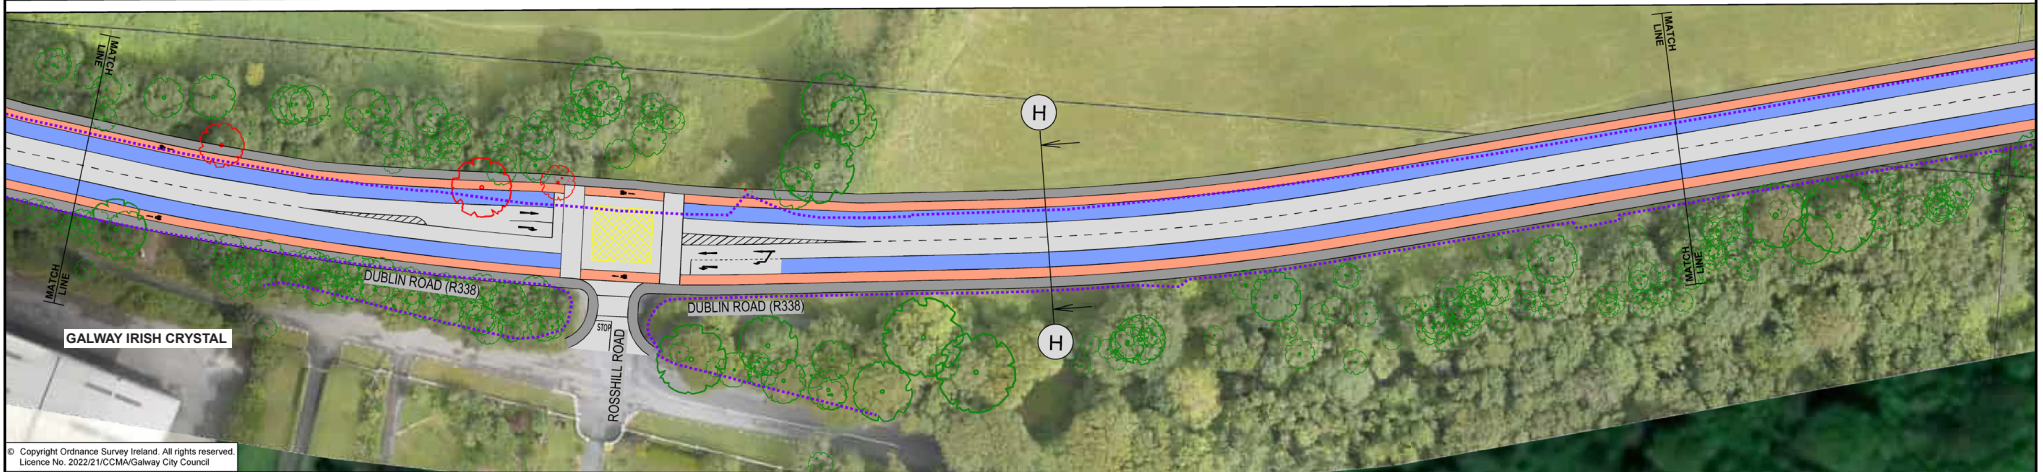 MATCH
LINE
MATCH
LINE
H
DUBLIN ROAD (R338)
DUBLIN ROAD (R338)
STOP
ROSSHILL ROAD
GALWAY IRISH CRYSTAL
H
MATCH
LINE
MATCH
LINE
© Copyright Ordnance Survey Ireland. All rights reserved.
Licence No. 2022/21/CCMA/Galway City Council